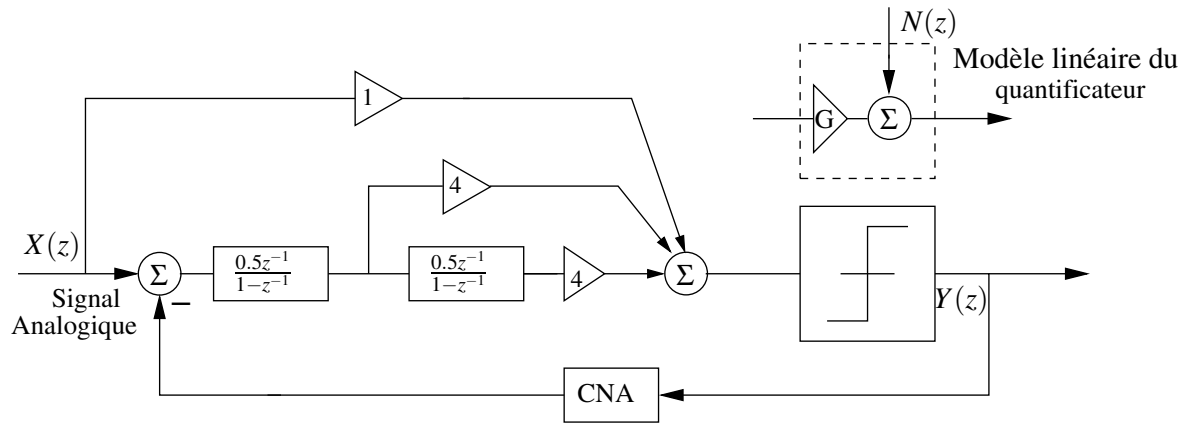 N(z)
Modèle linéaire du
quantificateur
1
G
Σ
4
X(z)
Σ
0.5z⁻¹
1−z⁻¹
0.5z⁻¹
1−z⁻¹
4
Σ
−
Signal
Analogique
Y(z)
CNA